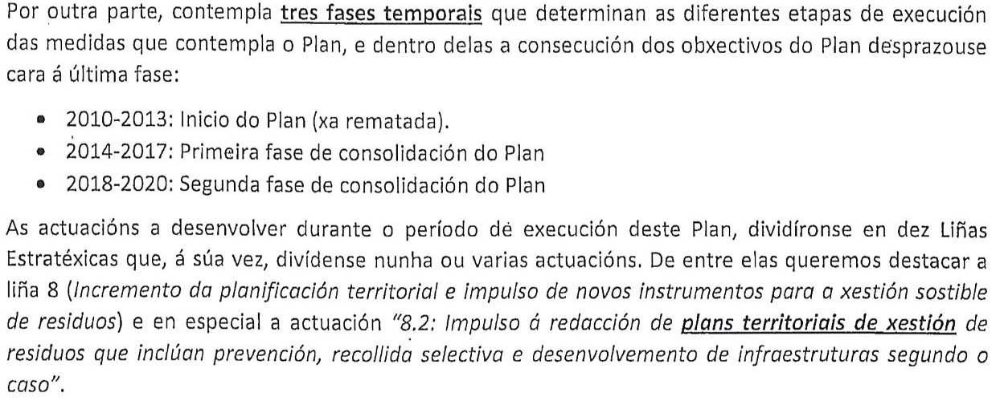 Por outra parte, contempla tres fases temporais que determinan as diferentes etapas de execución
das medidas que contempla o Plan, e dentro delas a consecución dos obxectivos do Plan desprazouse
cara á última fase:
• 2010-2013: Inicio do Plan (xa rematada).
• 2014-2017: Primeira fase de consolidación do Plan
• 2018-2020: Segunda fase de consolidación do Plan
As actuacións a desenvolver durante o período de execución deste Plan, dividíronse en dez Liñas
Estratéxicas que, á súa vez, divídense nunha ou varias actuacións. De entre elas queremos destacar a
liña 8 (Incremento da planificación territorial e impulso de novos instrumentos para a xestión sostible
de residuos) e en especial a actuación "8.2: Impulso á redacción de plans territoriais de xestión de
residuos que inclúan prevención, recollida selectiva e desenvolvemento de infraestruturas segundo o
caso".